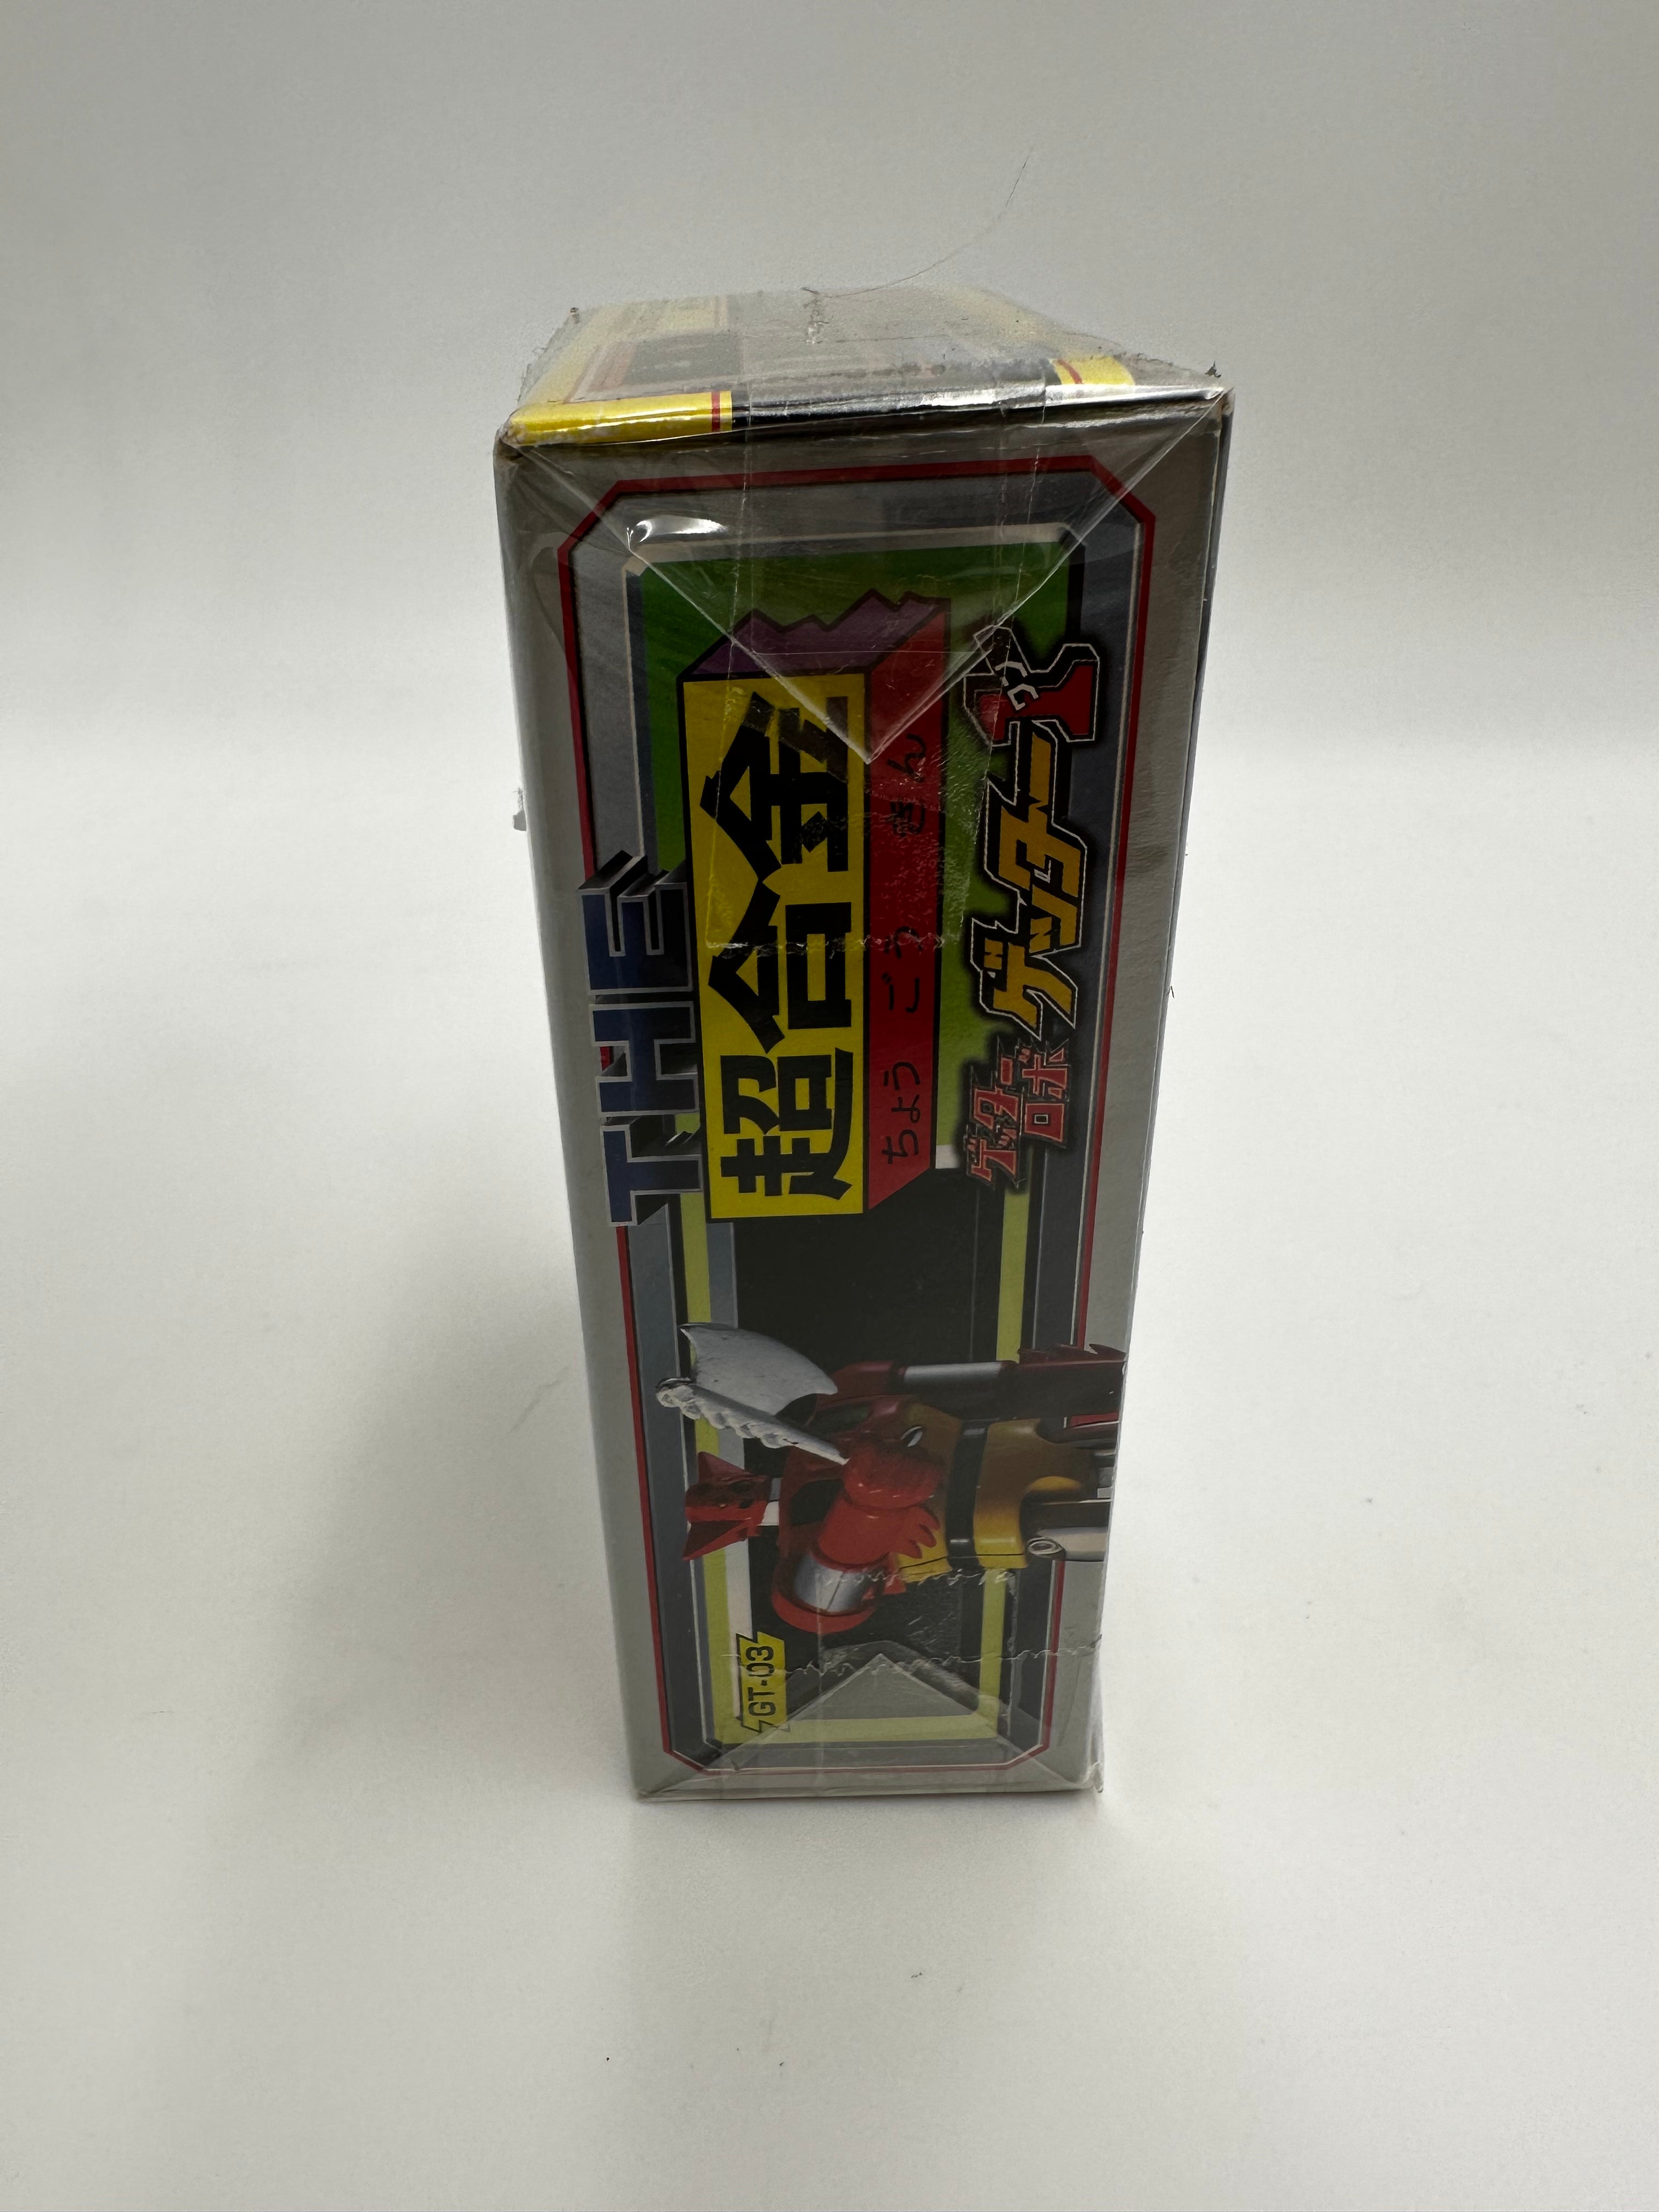 THE
超合金
ちょう ごう きん
ゲッター
ロボ
ゲッター1
GT-03